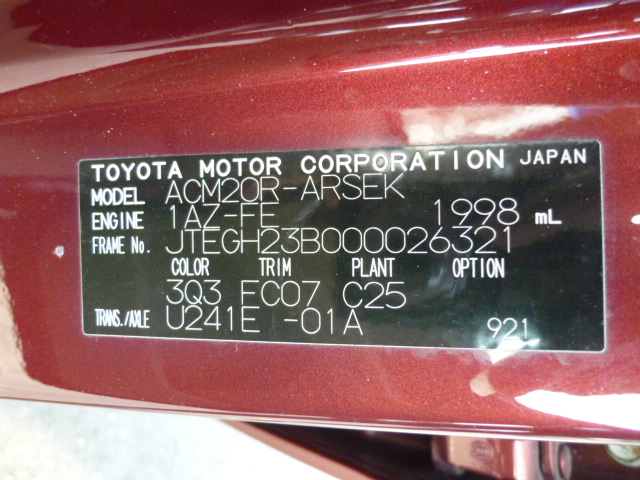 TOYOTA MOTOR CORPORATION JAPAN
MODEL ACM20R-ARSEK
ENGINE 1AZ-FE 1998 mL
FRAME No. JTEGH23B000026321
COLOR TRIM PLANT OPTION
3Q3 FC07 C25
TRANS./AXLE U241E -01A 921